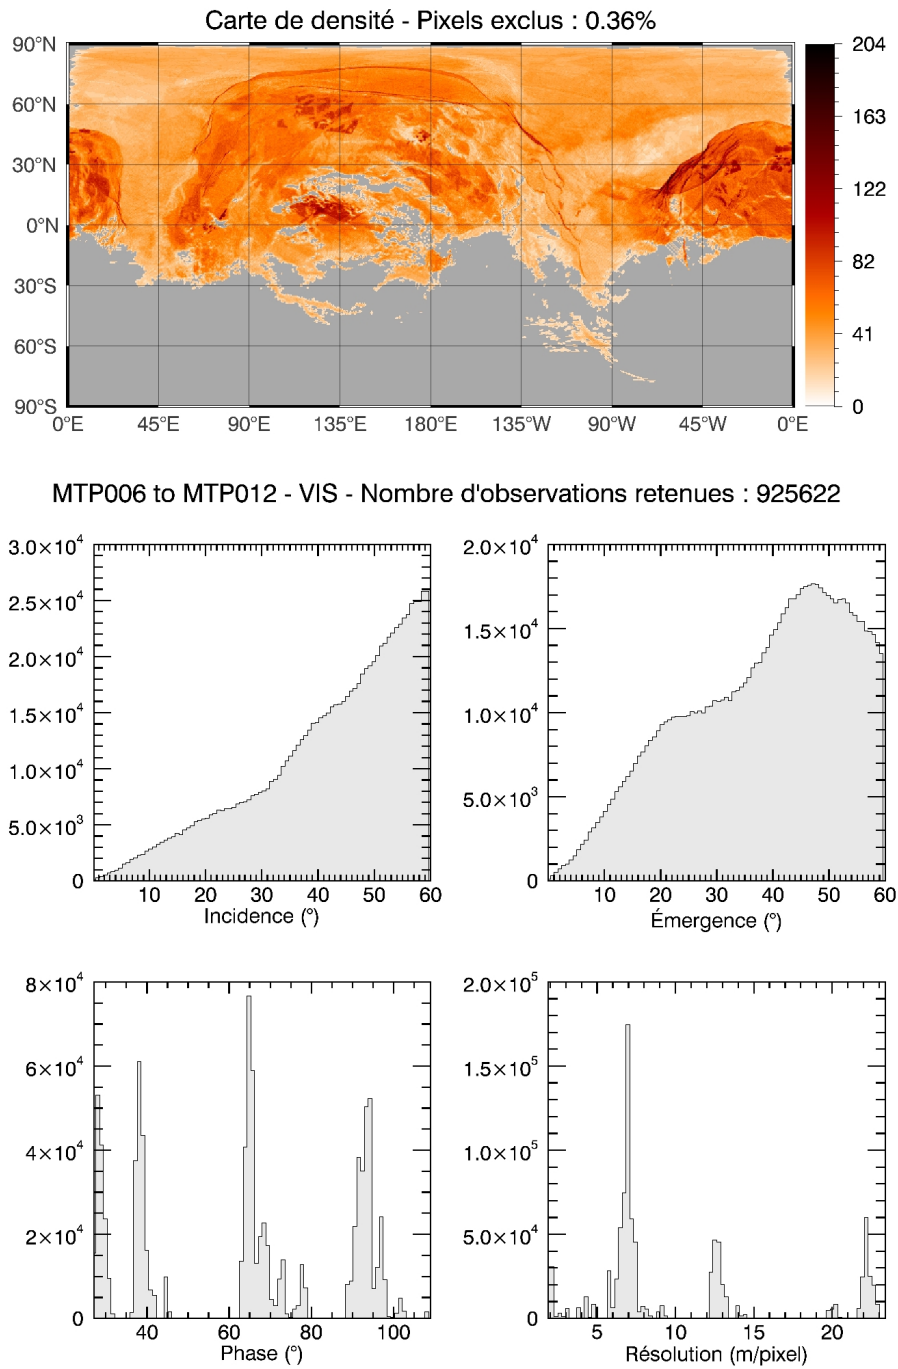 Carte de densité - Pixels exclus : 0.36%
90°N
60°N
30°N
0°N
30°S
60°S
90°S
0°E 45°E 90°E 135°E 180°E 135°W 90°W 45°W 0°E
204
163
122
82
41
0
MTP006 to MTP012 - VIS - Nombre d'observations retenues : 925622
3.0×10⁴
2.5×10⁴
2.0×10⁴
1.5×10⁴
1.0×10⁴
5.0×10³
0
10 20 30 40 50 60
Incidence (°)
2.0×10⁴
1.5×10⁴
1.0×10⁴
5.0×10³
0
10 20 30 40 50 60
Émergence (°)
8×10⁴
6×10⁴
4×10⁴
2×10⁴
0
40 60 80 100
Phase (°)
2.0×10⁵
1.5×10⁵
1.0×10⁵
5.0×10⁴
0
5 10 15 20
Résolution (m/pixel)